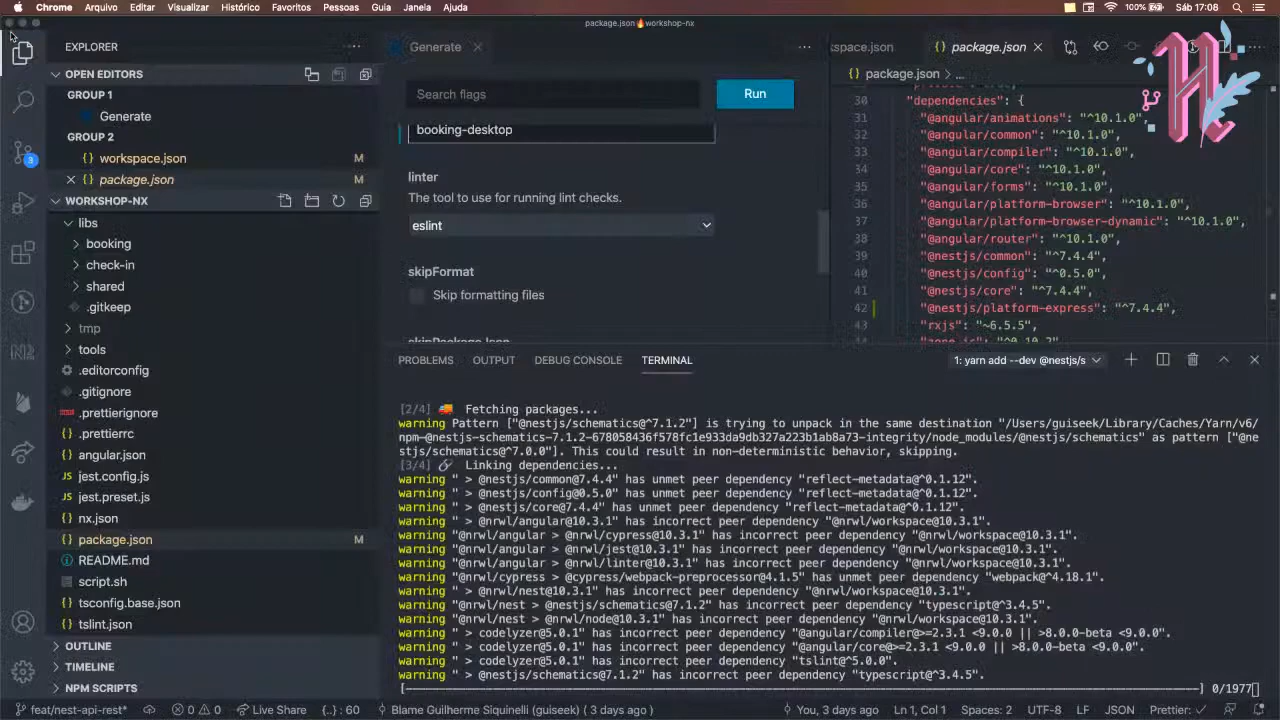 Chrome Arquivo Editar Visualizar Histórico Favoritos Pessoas Guia Janela Ajuda
100% Sáb 17:08
package.json🔥workshop-nx
EXPLORER
OPEN EDITORS
GROUP 1
Generate
GROUP 2
{} workspace.json M
{} package.json M
WORKSHOP-NX
libs
booking
check-in
shared
.gitkeep
tmp
tools
.editorconfig
.gitignore
.prettierignore
{} .prettierrc
{} angular.json
JS jest.config.js
JS jest.preset.js
{} nx.json
{} package.json M
README.md
script.sh
{} tsconfig.base.json
{} tslint.json
OUTLINE
TIMELINE
NPM SCRIPTS
3
Generate
Search flags
Run
booking-desktop
linter
The tool to use for running lint checks.
eslint
skipFormat
Skip formatting files
kspace.json
{} package.json
{} package.json > ...
30 "dependencies": {
31 "@angular/animations": "^10.1.0",
32 "@angular/common": "^10.1.0",
33 "@angular/compiler": "^10.1.0",
34 "@angular/core": "^10.1.0",
35 "@angular/forms": "^10.1.0",
36 "@angular/platform-browser": "^10.1.0",
37 "@angular/platform-browser-dynamic": "^10.1.0",
38 "@angular/router": "^10.1.0",
39 "@nestjs/common": "^7.4.4",
40 "@nestjs/config": "^0.5.0",
41 "@nestjs/core": "^7.4.4",
42 "@nestjs/platform-express": "^7.4.4",
43 "rxjs": "~6.5.5",
PROBLEMS OUTPUT DEBUG CONSOLE TERMINAL
1: yarn add --dev @nestjs/s
[2/4] 🚚 Fetching packages...
warning Pattern ["@nestjs/schematics@^7.1.2"] is trying to unpack in the same destination "/Users/guiseek/Library/Caches/Yarn/v6/
npm-@nestjs-schematics-7.1.2-678058436f578fc1e933da9db327a223b1ab8a73-integrity/node_modules/@nestjs/schematics" as pattern ["@ne
stjs/schematics@^7.0.0"]. This could result in non-deterministic behavior, skipping.
[3/4] 🔗 Linking dependencies...
warning " > @nestjs/common@7.4.4" has unmet peer dependency "reflect-metadata@^0.1.12".
warning " > @nestjs/config@0.5.0" has unmet peer dependency "reflect-metadata@^0.1.12".
warning " > @nestjs/core@7.4.4" has unmet peer dependency "reflect-metadata@^0.1.12".
warning " > @nrwl/angular@10.3.1" has incorrect peer dependency "@nrwl/workspace@10.3.1".
warning "@nrwl/angular > @nrwl/cypress@10.3.1" has incorrect peer dependency "@nrwl/workspace@10.3.1".
warning "@nrwl/angular > @nrwl/jest@10.3.1" has incorrect peer dependency "@nrwl/workspace@10.3.1".
warning "@nrwl/angular > @nrwl/linter@10.3.1" has incorrect peer dependency "@nrwl/workspace@10.3.1".
warning "@nrwl/cypress > @cypress/webpack-preprocessor@4.1.5" has unmet peer dependency "webpack@^4.18.1".
warning " > @nrwl/nest@10.3.1" has incorrect peer dependency "@nrwl/workspace@10.3.1".
warning "@nrwl/nest > @nestjs/schematics@7.1.2" has incorrect peer dependency "typescript@^3.4.5".
warning "@nrwl/nest > @nrwl/node@10.3.1" has incorrect peer dependency "@nrwl/workspace@10.3.1".
warning " > codelyzer@5.0.1" has incorrect peer dependency "@angular/compiler@>=2.3.1 <9.0.0 || >8.0.0-beta <9.0.0".
warning " > codelyzer@5.0.1" has incorrect peer dependency "@angular/core@>=2.3.1 <9.0.0 || >8.0.0-beta <9.0.0".
warning " > codelyzer@5.0.1" has incorrect peer dependency "tslint@^5.0.0".
warning " > @nestjs/schematics@7.1.2" has incorrect peer dependency "typescript@^3.4.5".
[] 0/1977
feat/nest-api-rest* 0 0 Live Share {..}: 60 Blame Guilherme Siquinelli (guiseek) ( 3 days ago ) You, 3 days ago Ln 1, Col 1 Spaces: 2 UTF-8 LF JSON Prettier: ✓